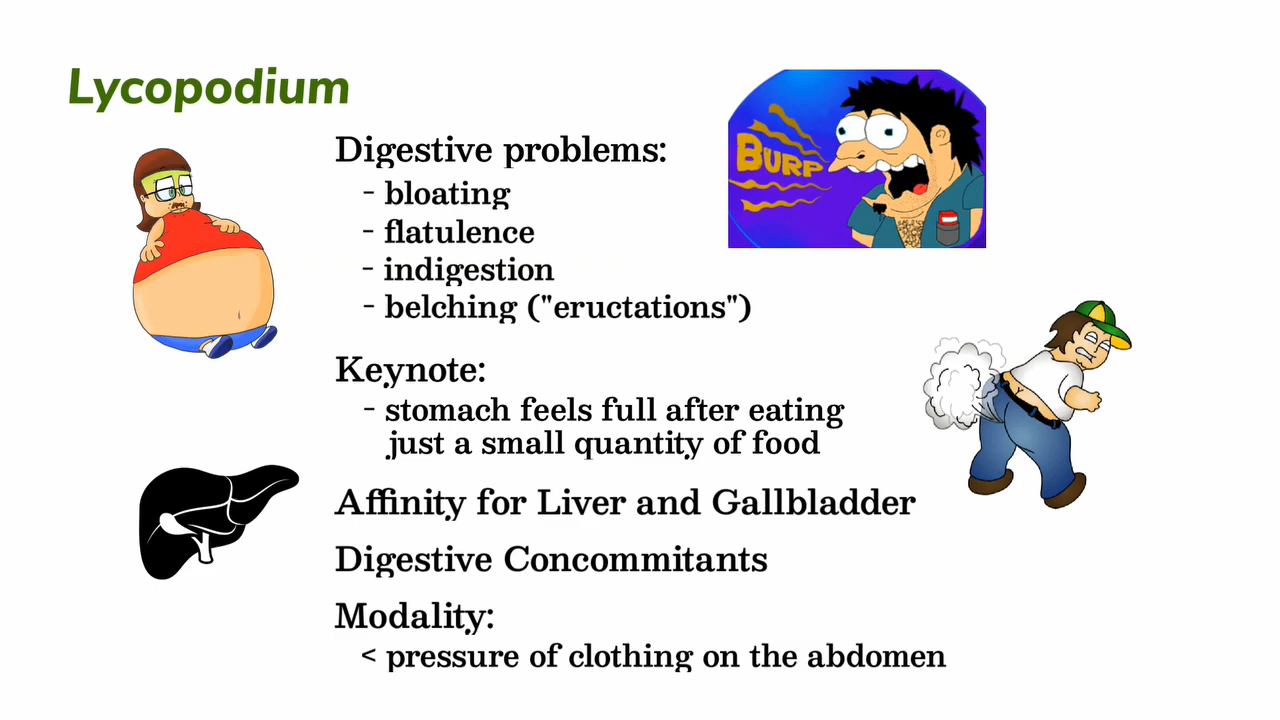 Lycopodium
BURP
Digestive problems:
- bloating
- flatulence
- indigestion
- belching ("eructations")
Keynote:
- stomach feels full after eating
just a small quantity of food
Affinity for Liver and Gallbladder
Digestive Concommitants
Modality:
< pressure of clothing on the abdomen